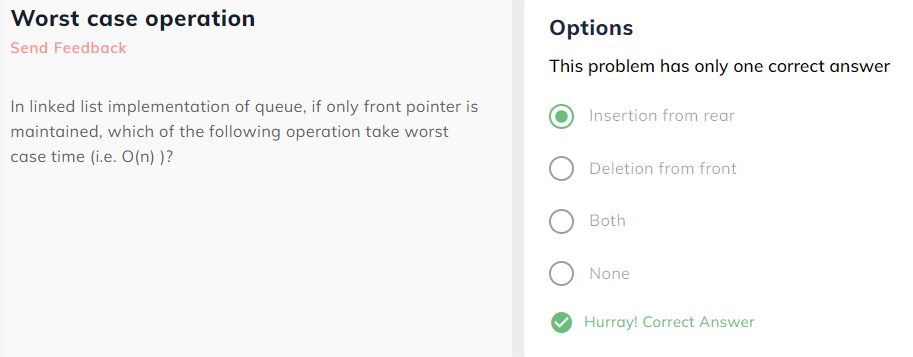 Worst case operation
Send Feedback
In linked list implementation of queue, if only front pointer is
maintained, which of the following operation take worst
case time (i.e. O(n) )?
Options
This problem has only one correct answer
Insertion from rear
Deletion from front
Both
None
Hurray! Correct Answer